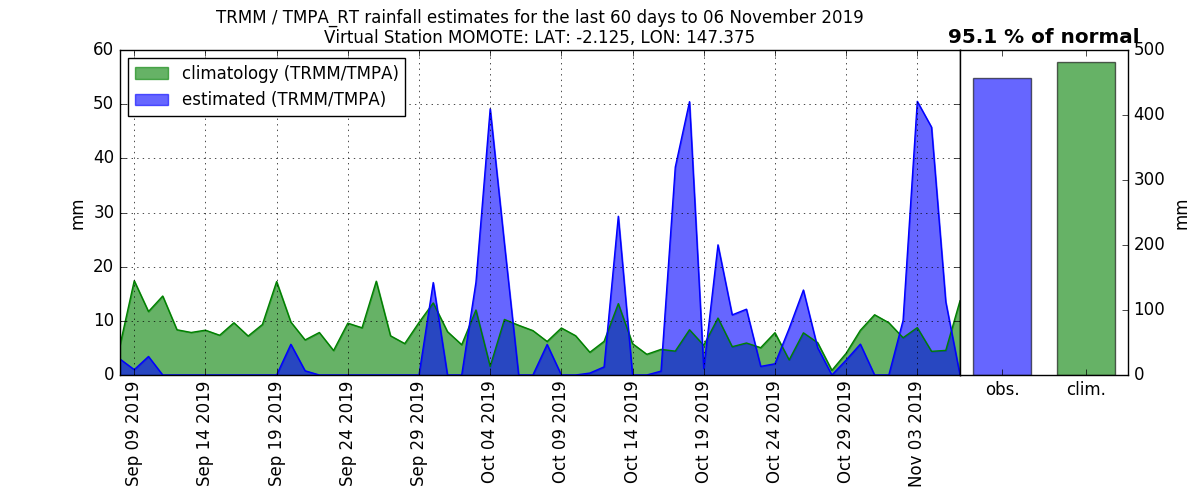 TRMM / TMPA_RT rainfall estimates for the last 60 days to 06 November 2019
Virtual Station MOMOTE: LAT: -2.125, LON: 147.375
95.1 % of normal
climatology (TRMM/TMPA)
estimated (TRMM/TMPA)
60
50
40
30
20
10
0
mm
500
400
300
200
100
0
mm
Sep 09 2019
Sep 14 2019
Sep 19 2019
Sep 24 2019
Sep 29 2019
Oct 04 2019
Oct 09 2019
Oct 14 2019
Oct 19 2019
Oct 24 2019
Oct 29 2019
Nov 03 2019
obs.
clim.